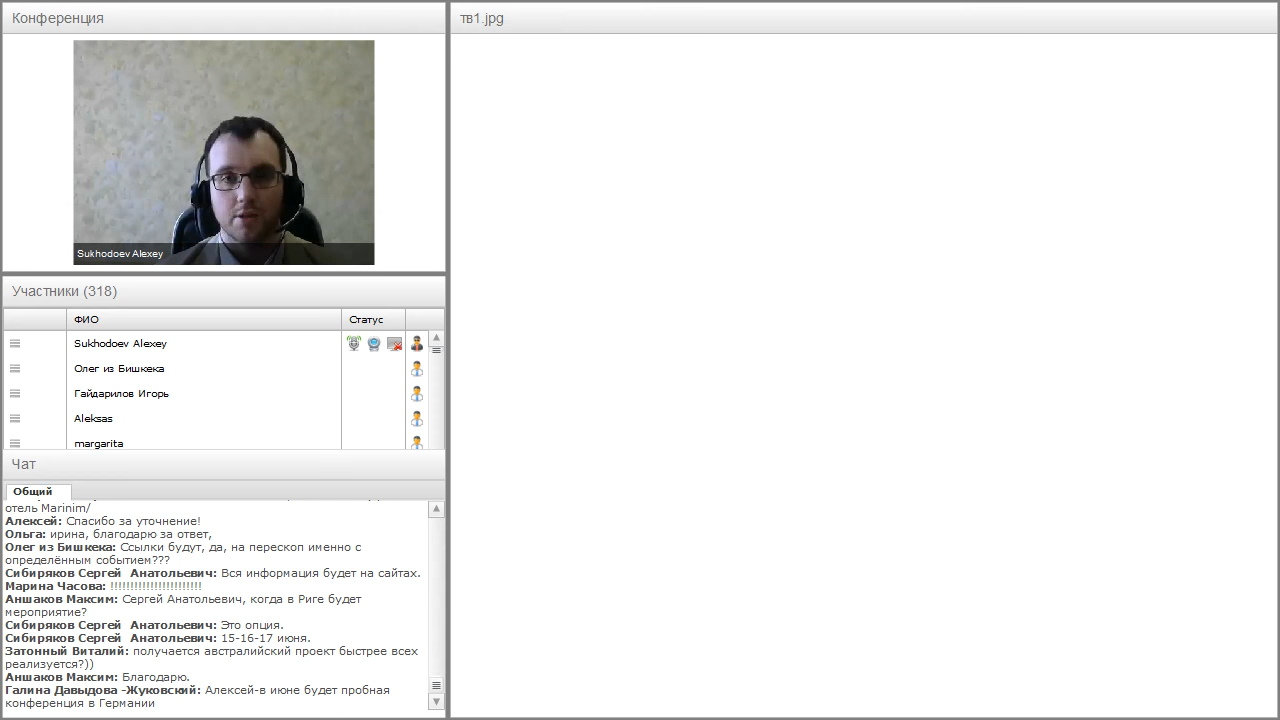 Конференция
Sukhodoev Alexey
Участники (318)
ФИО Статус
Sukhodoev Alexey
Олег из Бишкека
Гайдарилов Игорь
Aleksas
margarita
Чат
Общий
отель Marinim/
Алексей: Спасибо за уточнение!
Ольга: ирина, благодарю за ответ,
Олег из Бишкека: Ссылки будут, да, на перескоп именно с
определённым событием???
Сибиряков Сергей Анатольевич: Вся информация будет на сайтах.
Марина Часова: !!!!!!!!!!!!!!!!!!!!!!!
Аншаков Максим: Сергей Анатольевич, когда в Риге будет
мероприятие?
Сибиряков Сергей Анатольевич: Это опция.
Сибиряков Сергей Анатольевич: 15-16-17 июня.
Затонный Виталий: получается австралийский проект быстрее всех
реализуется?))
Аншаков Максим: Благодарю.
Галина Давыдова -Жуковский: Алексей-в июне будет пробная
конференция в Германии
тв1.jpg